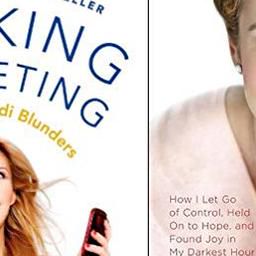 LLER
KING
ETING
di Blunders
How I Let Go
of Control, Held
On to Hope, and
Found Joy in
My Darkest Hour